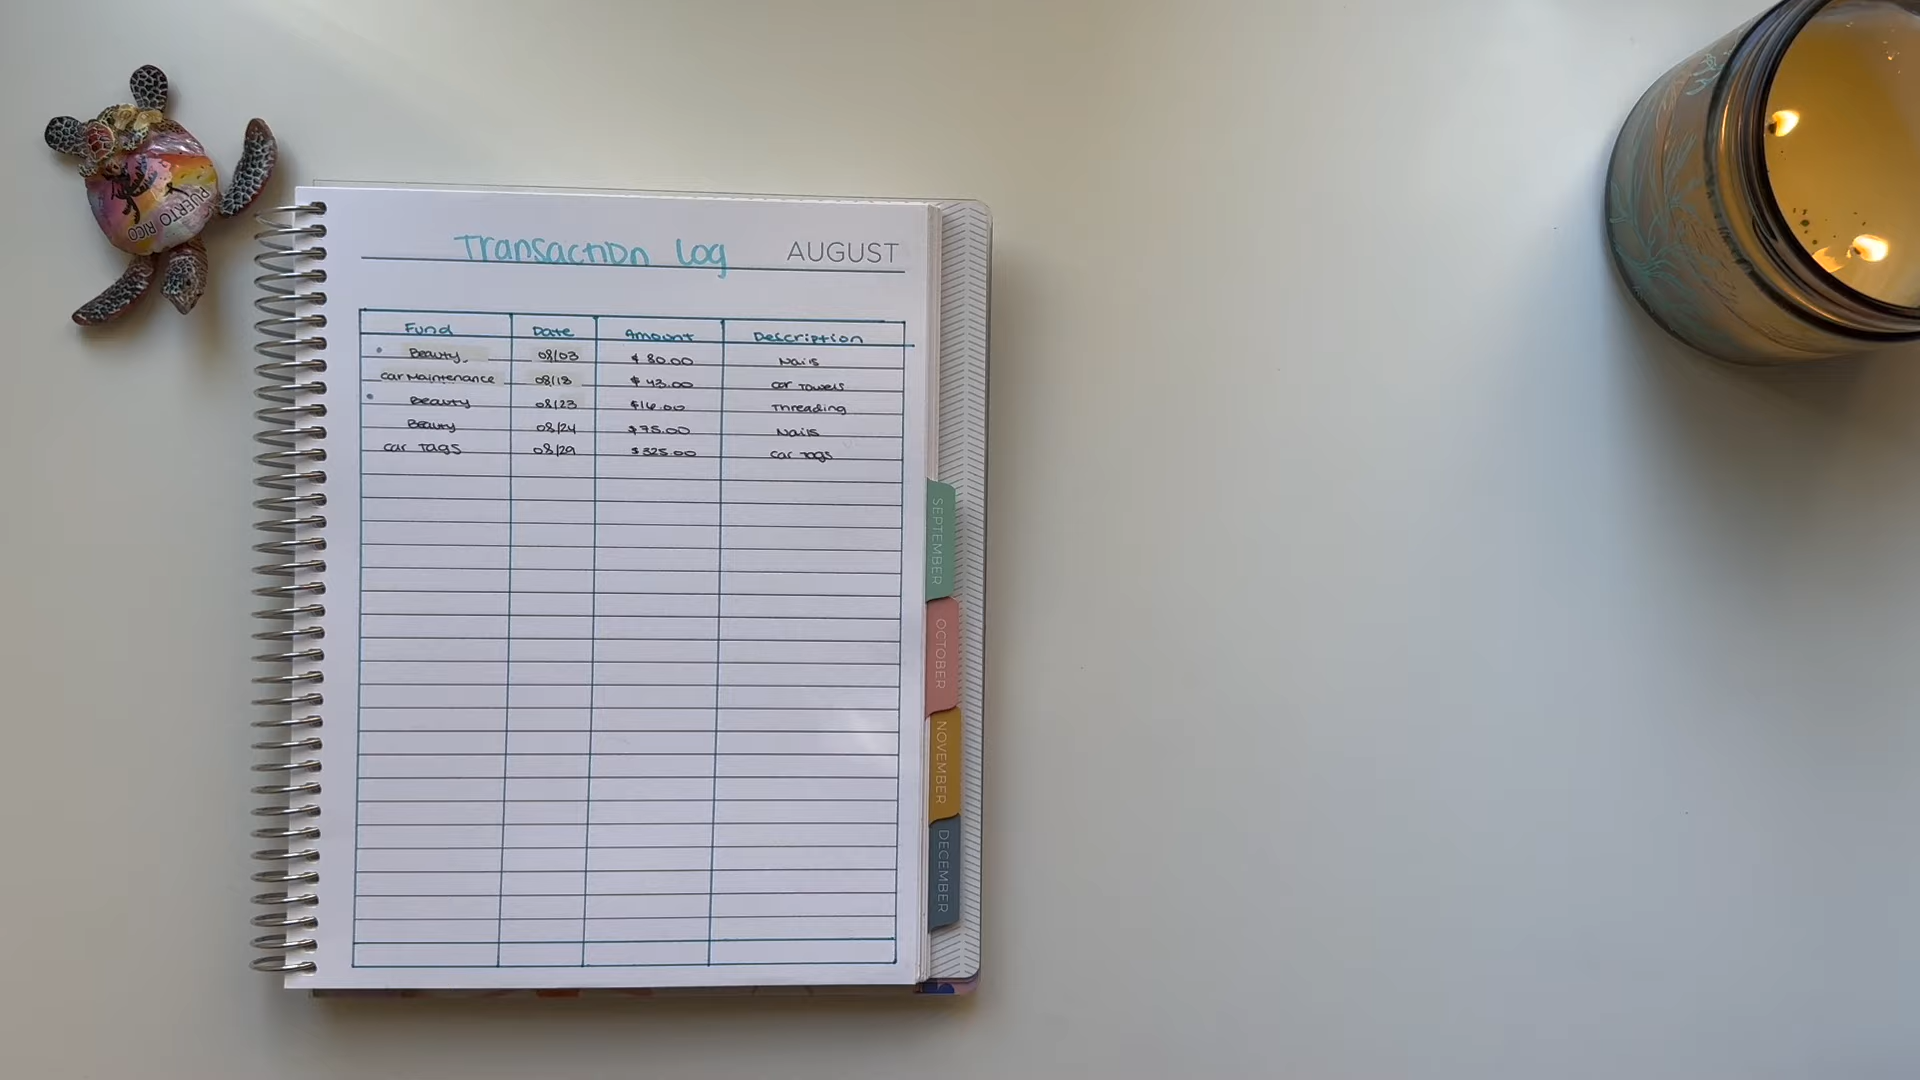 PUERTO RICO
Transaction Log AUGUST
Fund Date Amount Description
Beauty 08/03 $80.00 Nails
Car Maintenance 08/18 $43.00 Car Towels
Beauty 08/23 $16.00 Threading
Beauty 08/24 $75.00 Nails
Car Tags 08/29 $325.00 Car Tags
SEPTEMBER
OCTOBER
NOVEMBER
DECEMBER